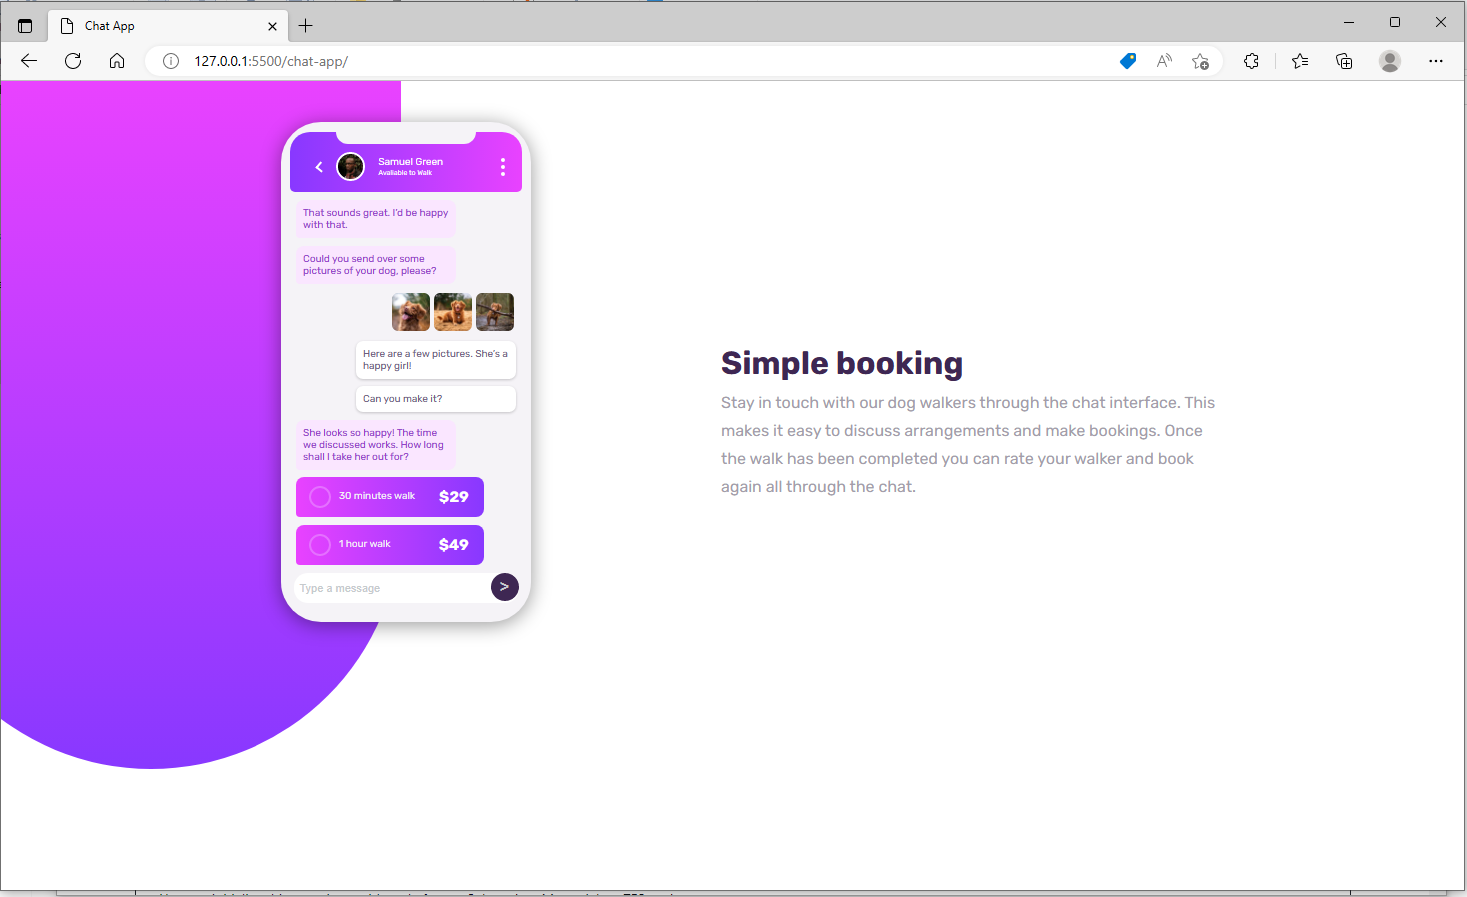 Chat App
127.0.0.1:5500/chat-app/
Samuel Green
Available to Walk
That sounds great. I'd be happy
with that.
Could you send over some
pictures of your dog, please?
Here are a few pictures. She's a
happy girl!
Can you make it?
She looks so happy! The time
we discussed works. How long
shall I take her out for?
30 minutes walk $29
1 hour walk $49
Type a message >
Simple booking
Stay in touch with our dog walkers through the chat interface. This
makes it easy to discuss arrangements and make bookings. Once
the walk has been completed you can rate your walker and book
again all through the chat.